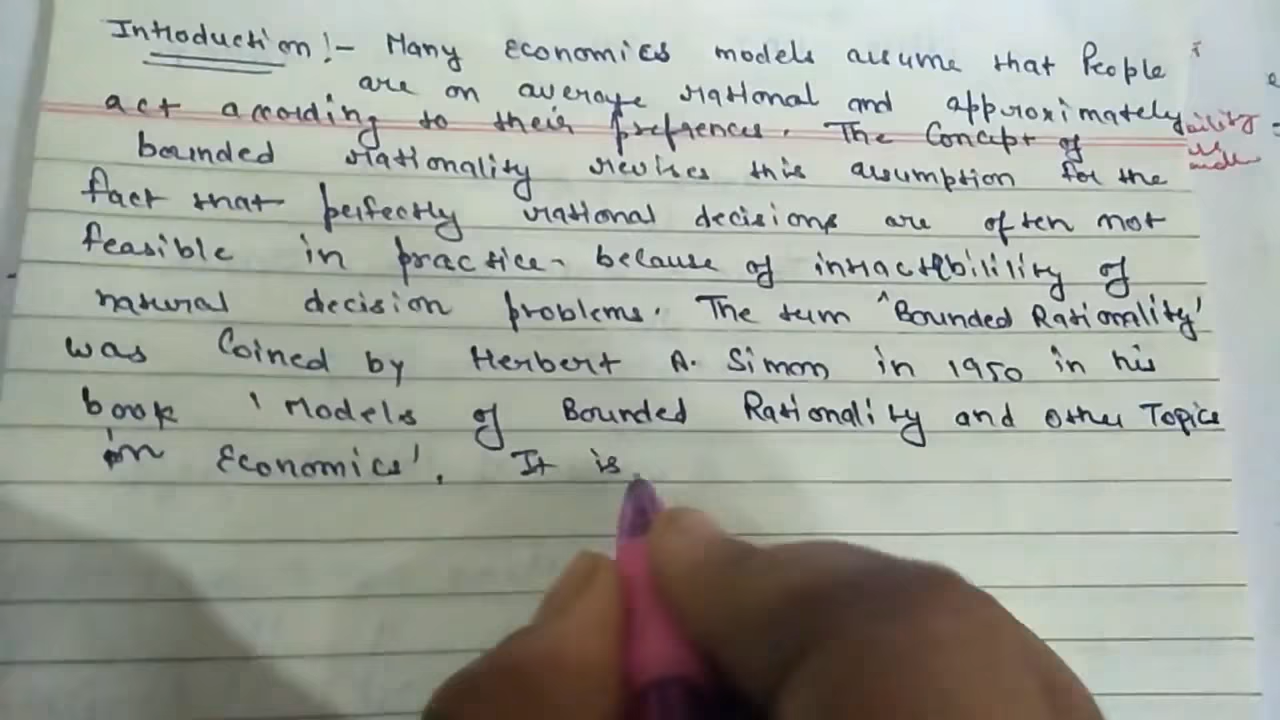 Introduction!- Many economics models assume that People
are on average rational and approximately
act according to their prefrences. The Concept of
bounded rationality revises this assumption for the
fact that perfectly rational decisions are often not
feasible in practice. because of intractibility of
natural decision problems. The term 'Bounded Rationality'
was Coined by Herbert A. Simon in 1950 in his
book 'Models of Bounded Rationality and Other Topics
in Economics'. It is